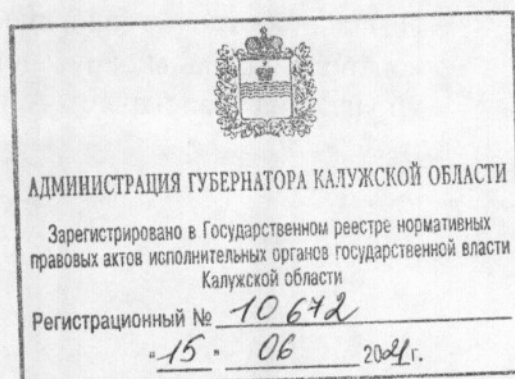 АДМИНИСТРАЦИЯ ГУБЕРНАТОРА КАЛУЖСКОЙ ОБЛАСТИ
Зарегистрировано в Государственном реестре нормативных
правовых актов исполнительных органов государственной власти
Калужской области
Регистрационный № 10672
"15" 06 2021 г.